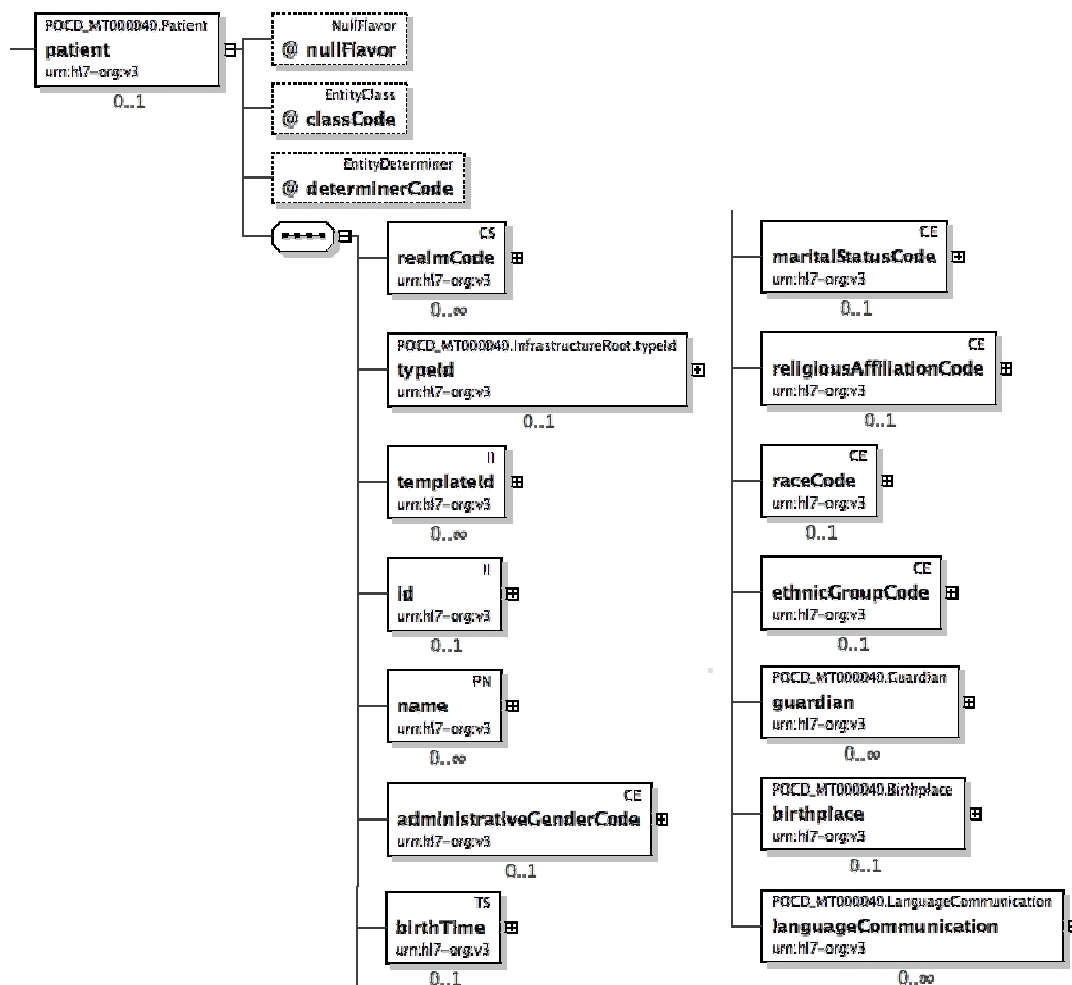 POCD_MT000040.Patient
patient
urn:hl7-org:v3
0..1
NullFlavor
@ nullFlavor
EntityClass
@ classCode
EntityDeterminer
@ determinerCode
CS
realmCode
urn:hl7-org:v3
0..∞
POCD_MT000040.InfrastructureRoot.typeId
typeId
urn:hl7-org:v3
0..1
II
templateId
urn:hl7-org:v3
0..∞
II
id
urn:hl7-org:v3
0..1
PN
name
urn:hl7-org:v3
0..∞
CE
administrativeGenderCode
urn:hl7-org:v3
0..1
TS
birthTime
urn:hl7-org:v3
0..1
CE
maritalStatusCode
urn:hl7-org:v3
0..1
CE
religiousAffiliationCode
urn:hl7-org:v3
0..1
CE
raceCode
urn:hl7-org:v3
0..1
CE
ethnicGroupCode
urn:hl7-org:v3
0..1
POCD_MT000040.Guardian
guardian
urn:hl7-org:v3
0..∞
POCD_MT000040.Birthplace
birthplace
urn:hl7-org:v3
0..1
POCD_MT000040.LanguageCommunication
languageCommunication
urn:hl7-org:v3
0..∞